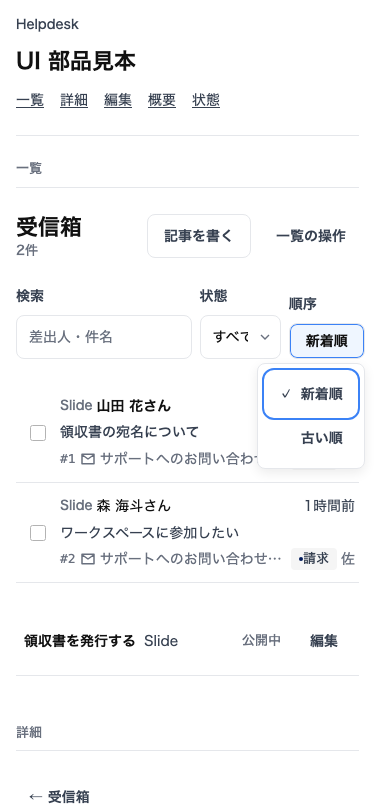 Helpdesk
UI 部品見本
一覧 詳細 編集 概要 状態
一覧
受信箱
2件
記事を書く 一覧の操作
検索 状態 順序
差出人・件名 すべて 新着順
✓ 新着順
古い順
Slide 山田 花さん
領収書の宛名について
#1 サポートへのお問い合わせ
Slide 森 海斗さん 1時間前
ワークスペースに参加したい
#2 サポートへのお問い合わせ… •請求 佐
領収書を発行する Slide 公開中 編集
詳細
← 受信箱